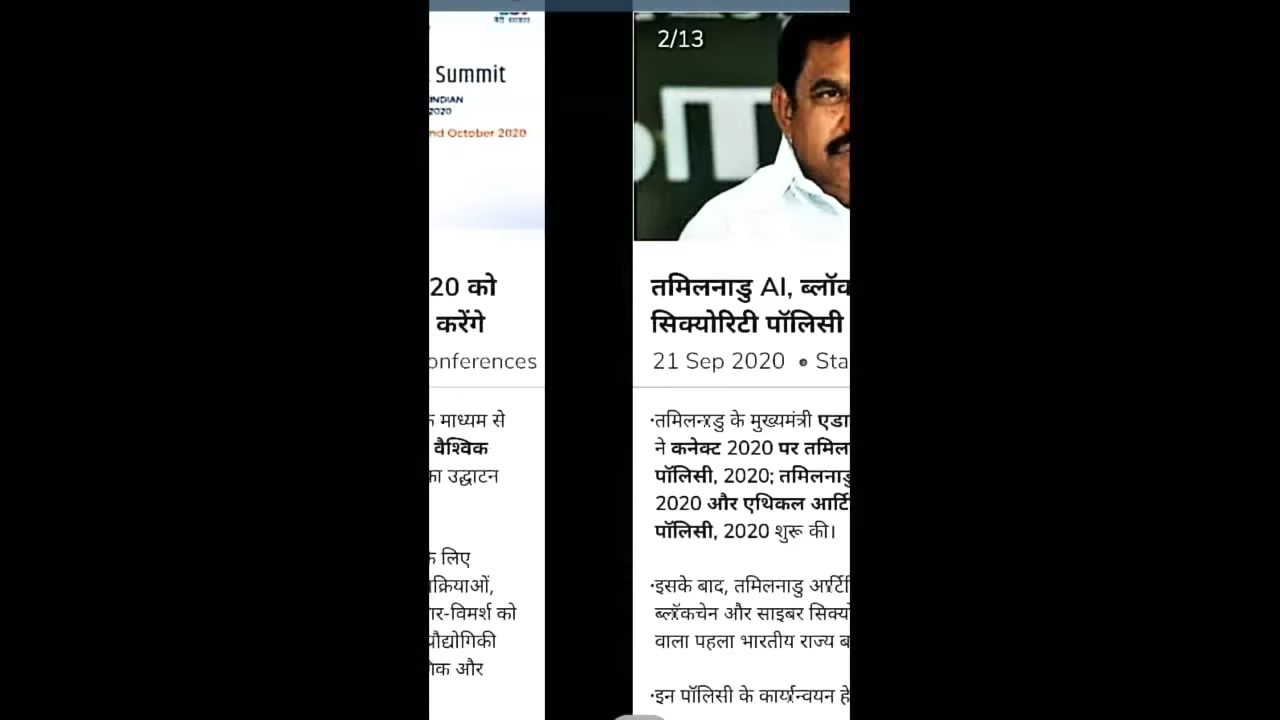 Summit
INDIAN
2020
nd October 2020
20 को
करेंगे
onferences
माध्यम से
वैश्विक
का उद्घाटन
के लिए
क्रियाओं,
र-विमर्श को
प्रौद्योगिकी
और
2/13
तमिलनाडु AI, ब्लॉक
सिक्योरिटी पॉलिसी
21 Sep 2020 • Sta
·तमिलनाडु के मुख्यमंत्री एडा
ने कनेक्ट 2020 पर तमिल
पॉलिसी, 2020; तमिलनाडु
2020 और एथिकल आर्टि
पॉलिसी, 2020 शुरू की।
·इसके बाद, तमिलनाडु आर्टि
ब्लॉकचेन और साइबर सिक्यो
वाला पहला भारतीय राज्य ब
·इन पॉलिसी के कार्यान्वयन हे